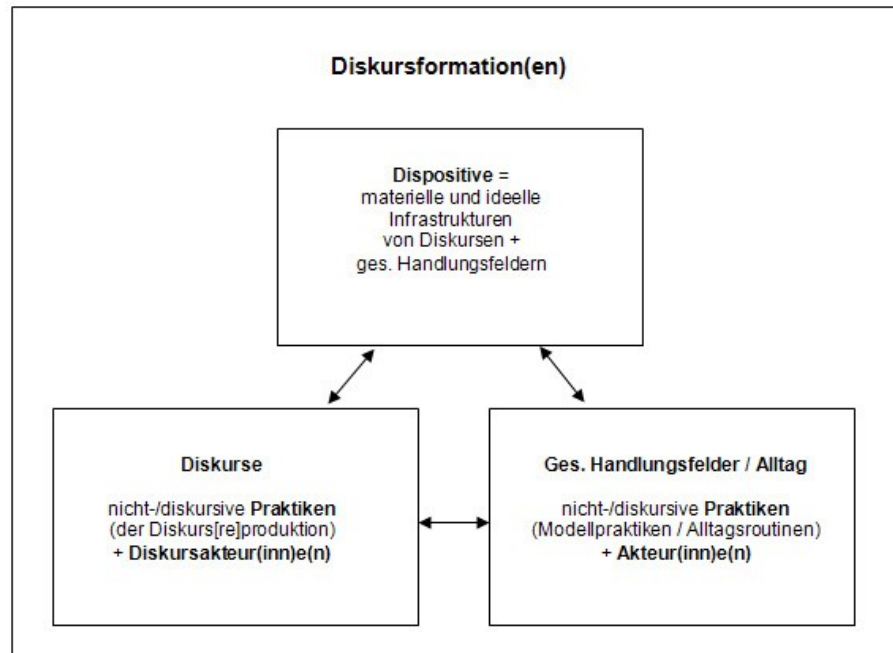 Diskursformation(en)
Dispositive =
materielle und ideelle
Infrastrukturen
von Diskursen +
ges. Handlungsfeldern
Diskurse
nicht-/diskursive Praktiken
(der Diskurs[re]produktion)
+ Diskursakteur(inn)e(n)
Ges. Handlungsfelder / Alltag
nicht-/diskursive Praktiken
(Modellpraktiken / Alltagsroutinen)
+ Akteur(inn)e(n)